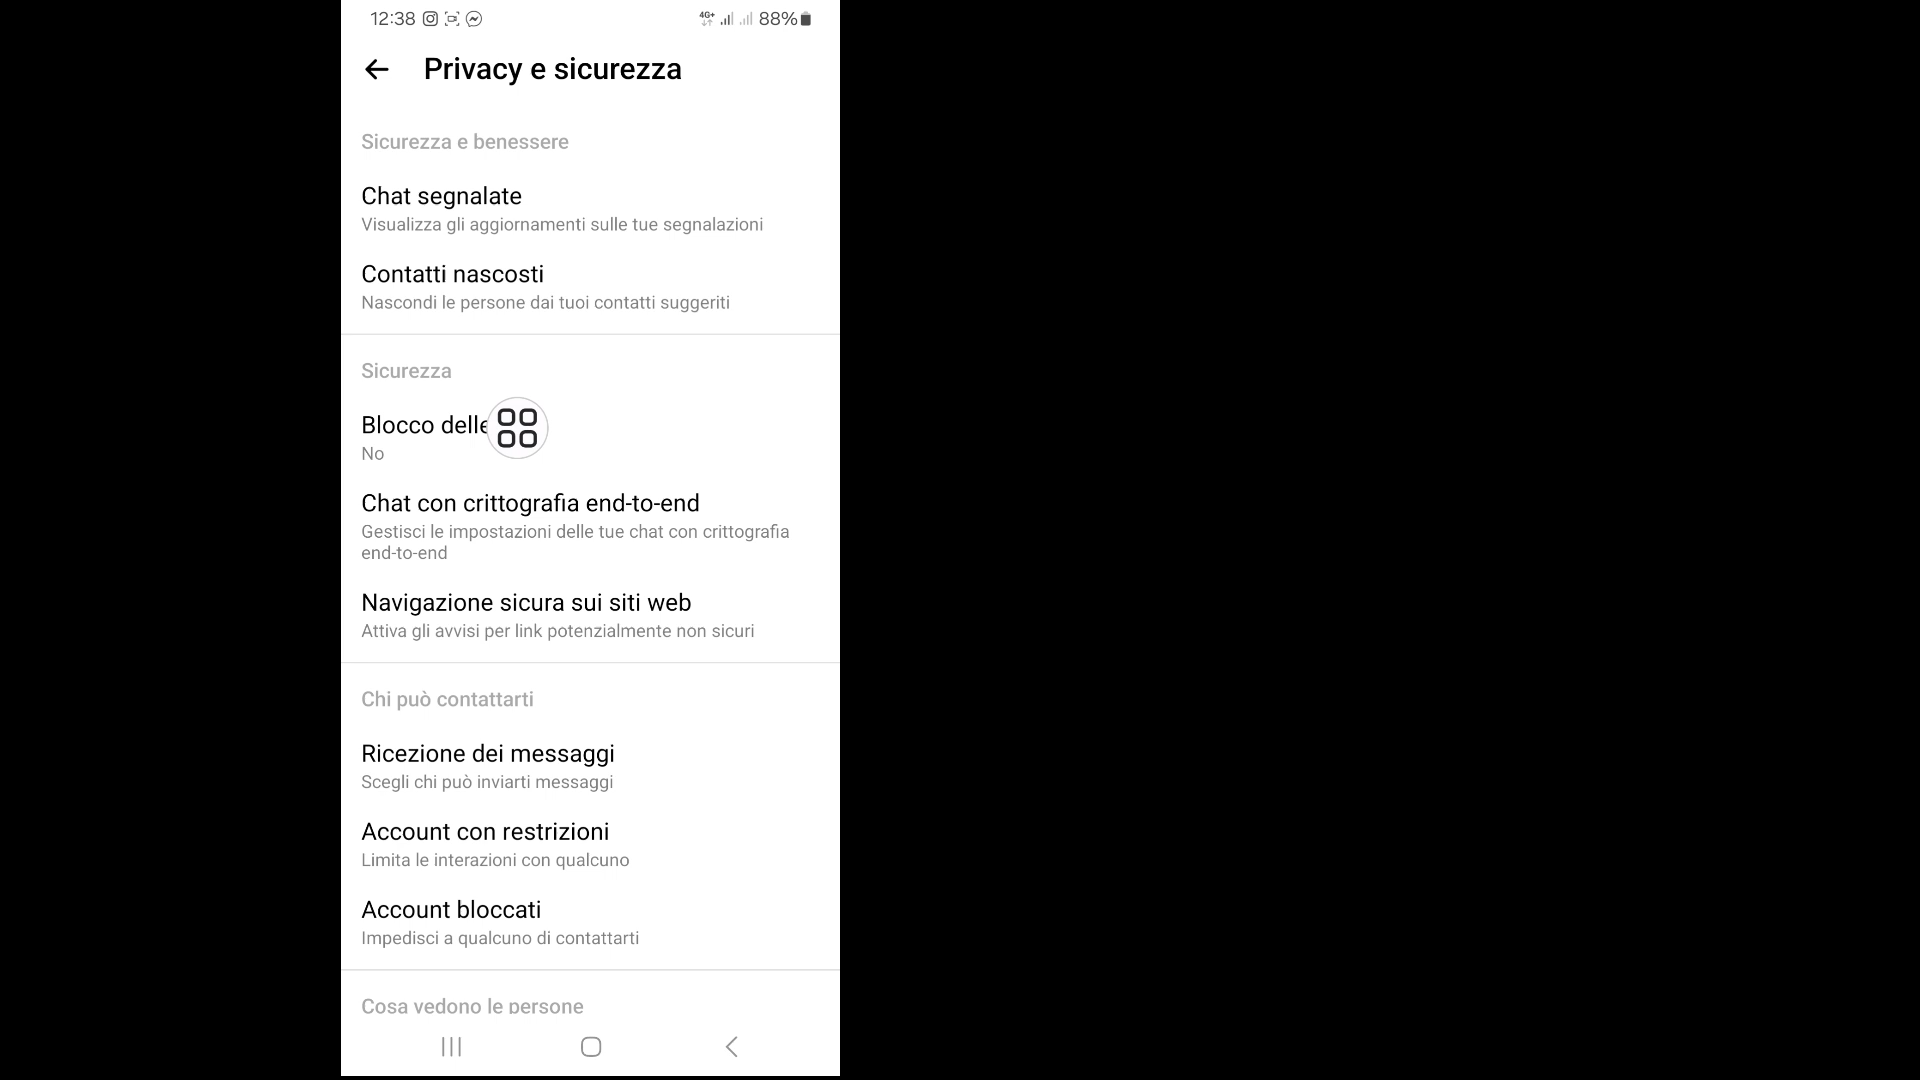 12:38 4G+ 88%
Privacy e sicurezza
Sicurezza e benessere
Chat segnalate
Visualizza gli aggiornamenti sulle tue segnalazioni
Contatti nascosti
Nascondi le persone dai tuoi contatti suggeriti
Sicurezza
Blocco delle
No
Chat con crittografia end-to-end
Gestisci le impostazioni delle tue chat con crittografia
end-to-end
Navigazione sicura sui siti web
Attiva gli avvisi per link potenzialmente non sicuri
Chi può contattarti
Ricezione dei messaggi
Scegli chi può inviarti messaggi
Account con restrizioni
Limita le interazioni con qualcuno
Account bloccati
Impedisci a qualcuno di contattarti
Cosa vedono le persone